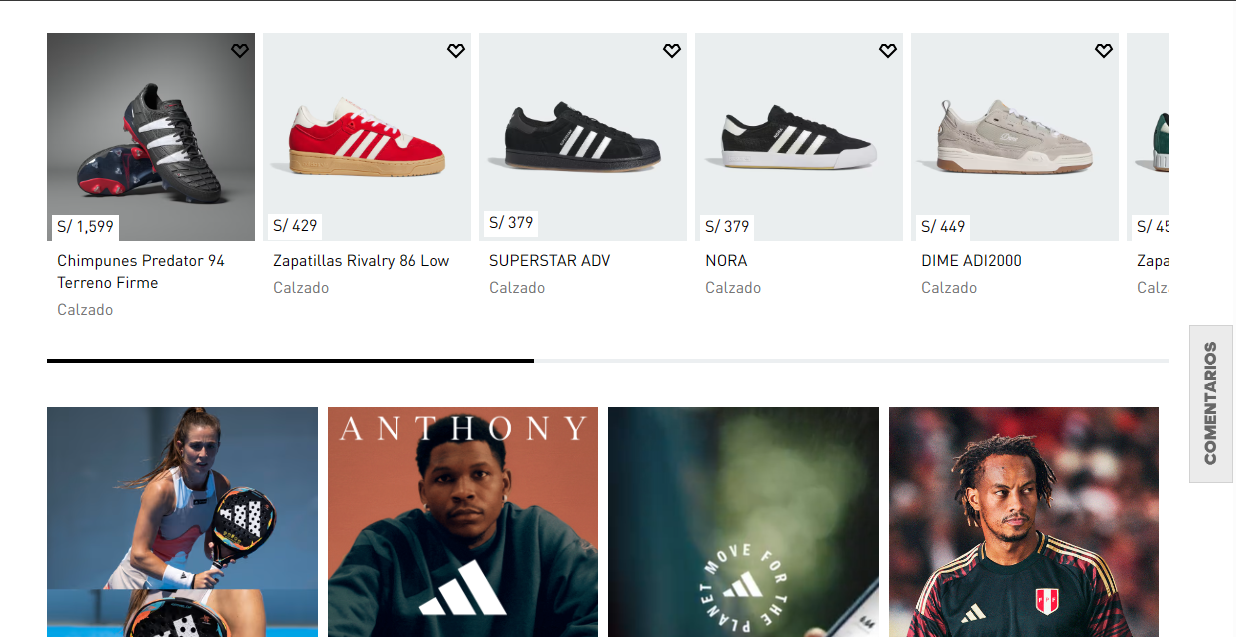 S/ 1,599
S/ 429
S/ 379
S/ 379
S/ 449
S/ 45
Chimpunes Predator 94
Terreno Firme
Calzado
Zapatillas Rivalry 86 Low
Calzado
SUPERSTAR ADV
Calzado
NORA
Calzado
DIME ADI2000
Calzado
Zapa
Calz
COMENTARIOS
ANTHONY
MOVE FOR THE PLANET
FPF